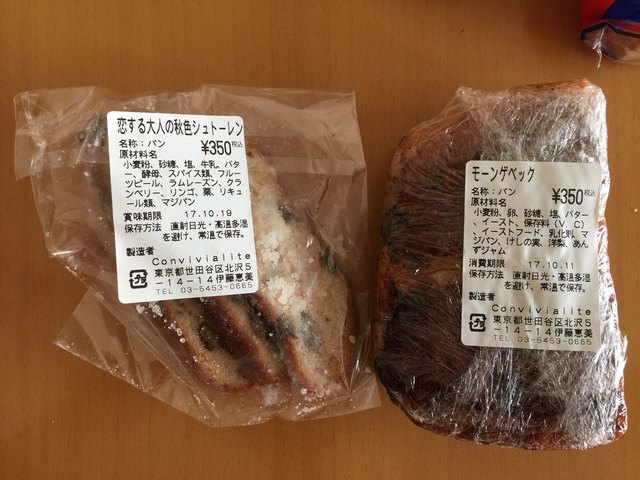 恋する大人の秋色シュトーレン
名称：パン ¥350税込
原材料名
小麦粉、砂糖、塩、牛乳、バタ
ー、酵母、スパイス類、フルー
ツピール、ラムレーズン、クラ
ンベリー、リンゴ、栗、リキュ
ール類、マジパン
賞味期限 17.10.19
保存方法 直射日光・高温多湿
を避け、常温で保存。
製造者
Convivialite
東京都世田谷区北沢5
-14-14伊藤恵美
TEL 03-5453-0665
モーンゲベック
名称：パン ¥350税込
原材料名
小麦粉、卵、砂糖、塩、バター
、イースト、保存料（V．C）
、イーストフード、乳化剤、マ
ジパン、けしの実、洋梨、あん
ずジャム
消費期限 17.10.11
保存方法 直射日光・高温多湿
を避け、常温で保存。
製造者
Convivialite
東京都世田谷区北沢5
-14-14伊藤恵美
TEL 03-5453-0665